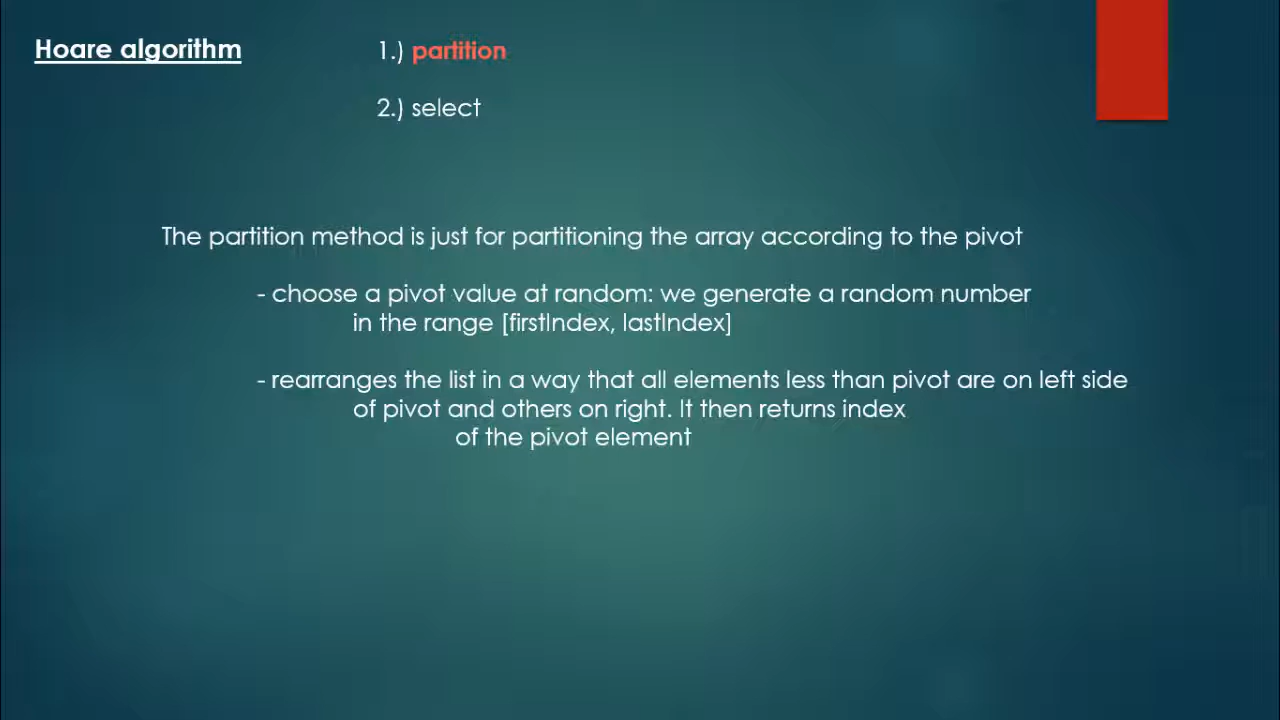 Hoare algorithm
1.) partition
2.) select
The partition method is just for partitioning the array according to the pivot
- choose a pivot value at random: we generate a random number
in the range [firstIndex, lastIndex]
- rearranges the list in a way that all elements less than pivot are on left side
of pivot and others on right. It then returns index
of the pivot element